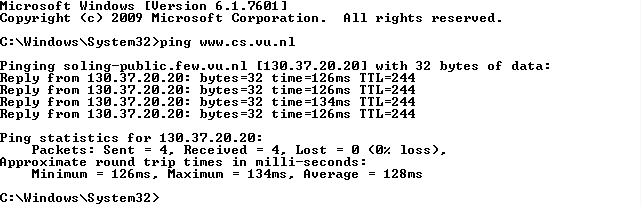 Microsoft Windows [Version 6.1.7601]
Copyright (c) 2009 Microsoft Corporation.  All rights reserved.
C:\Windows\System32>ping www.cs.vu.nl
Pinging soling-public.few.vu.nl [130.37.20.20] with 32 bytes of data:
Reply from 130.37.20.20: bytes=32 time=126ms TTL=244
Reply from 130.37.20.20: bytes=32 time=126ms TTL=244
Reply from 130.37.20.20: bytes=32 time=134ms TTL=244
Reply from 130.37.20.20: bytes=32 time=126ms TTL=244
Ping statistics for 130.37.20.20:
    Packets: Sent = 4, Received = 4, Lost = 0 (0% loss),
Approximate round trip times in milli-seconds:
    Minimum = 126ms, Maximum = 134ms, Average = 128ms
C:\Windows\System32>